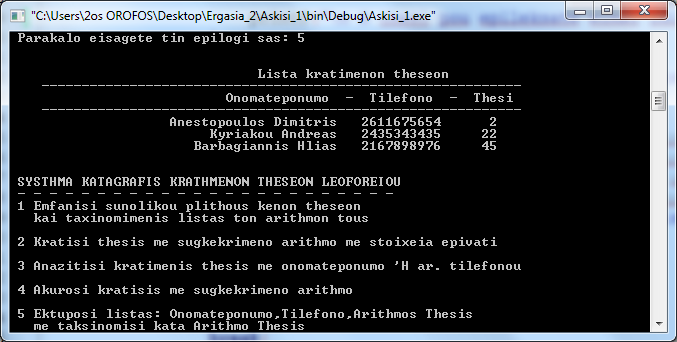 "C:\Users\2os OROFOS\Desktop\Ergasia_2\Askisi_1\bin\Debug\Askisi_1.exe"
Parakalo eisagete tin epilogi sas: 5
Lista kratimenon theseon
Onomateponumo - Tilefono - Thesi
Anestopoulos Dimitris 2611675654 2
Kyriakou Andreas 2435343435 22
Barbagiannis Hlias 2167898976 45
SYSTHMA KATAGRAFIS KRATHMENON THESEON LEOFOREIOU
1 Emfanisi sunolikou plithous kenon theseon
kai taxinomimenis listas ton arithmon tous
2 Kratisi thesis me sugkekrimeno arithmo me stoixeia epivati
3 Anazitisi kratimenis thesis me onomateponumo 'H ar. tilefonou
4 Akurosi kratisis me sugkekrimeno arithmo
5 Ektuposi listas: Onomateponumo,Tilefono,Arithmos Thesis
me taksinomisi kata Arithmo Thesis